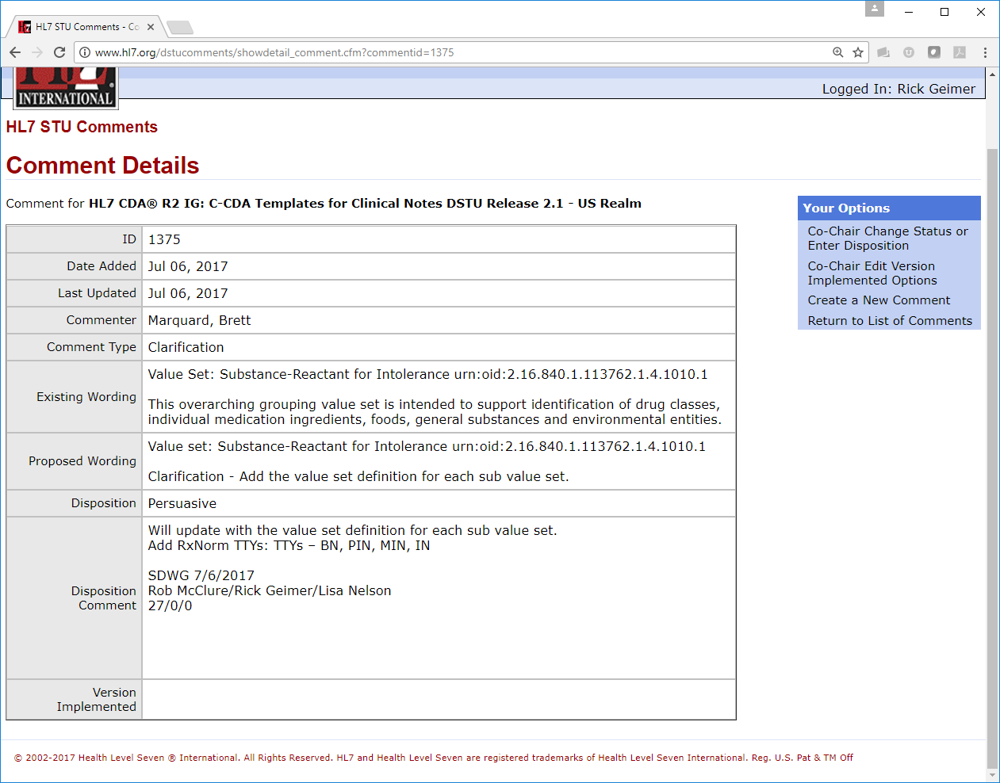 HL7 STU Comments - Co
www.hl7.org/dstucomments/showdetail_comment.cfm?commentid=1375
HL7
INTERNATIONAL
Logged In: Rick Geimer
HL7 STU Comments
Comment Details
Comment for HL7 CDA® R2 IG: C-CDA Templates for Clinical Notes DSTU Release 2.1 - US Realm
ID 1375
Date Added Jul 06, 2017
Last Updated Jul 06, 2017
Commenter Marquard, Brett
Comment Type Clarification
Existing Wording
Value Set: Substance-Reactant for Intolerance urn:oid:2.16.840.1.113762.1.4.1010.1
This overarching grouping value set is intended to support identification of drug classes,
individual medication ingredients, foods, general substances and environmental entities.
Proposed Wording
Value set: Substance-Reactant for Intolerance urn:oid:2.16.840.1.113762.1.4.1010.1
Clarification - Add the value set definition for each sub value set.
Disposition Persuasive
Disposition
Comment
Will update with the value set definition for each sub value set.
Add RxNorm TTYs: TTYs – BN, PIN, MIN, IN
SDWG 7/6/2017
Rob McClure/Rick Geimer/Lisa Nelson
27/0/0
Version
Implemented
Your Options
Co-Chair Change Status or
Enter Disposition
Co-Chair Edit Version
Implemented Options
Create a New Comment
Return to List of Comments
© 2002-2017 Health Level Seven ® International. All Rights Reserved. HL7 and Health Level Seven are registered trademarks of Health Level Seven International. Reg. U.S. Pat & TM Off